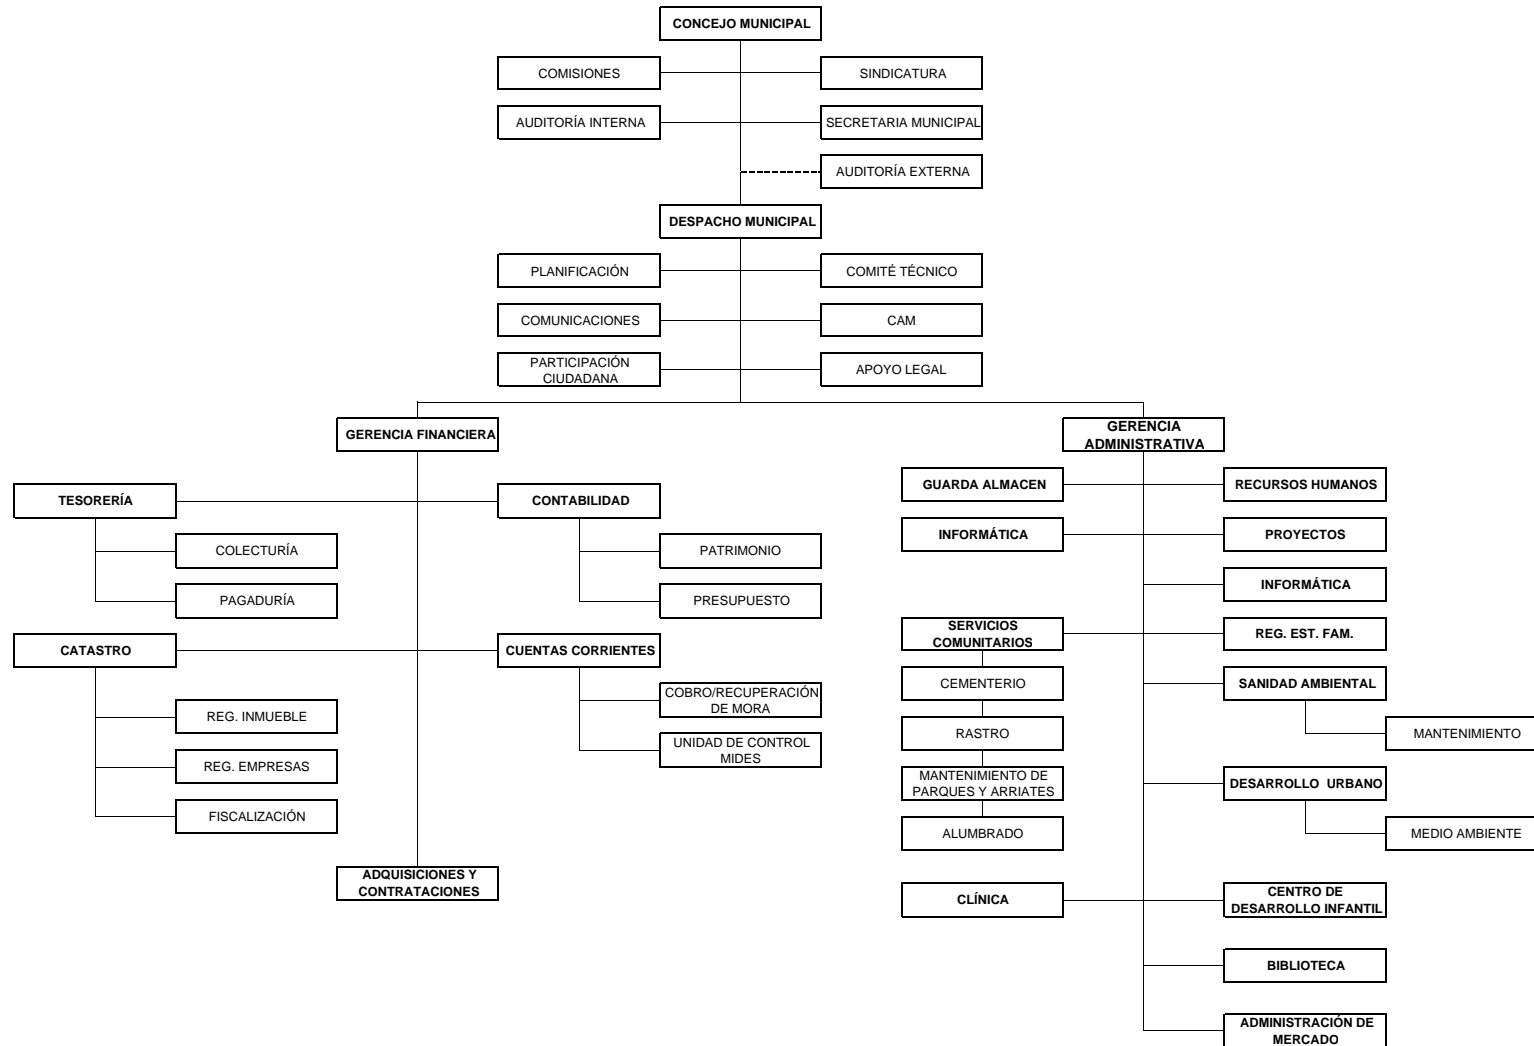 CONCEJO MUNICIPAL
COMISIONES
SINDICATURA
AUDITORÍA INTERNA
SECRETARIA MUNICIPAL
AUDITORÍA EXTERNA
DESPACHO MUNICIPAL
PLANIFICACIÓN
COMITÉ TÉCNICO
COMUNICACIONES
CAM
PARTICIPACIÓN
CIUDADANA
APOYO LEGAL
GERENCIA FINANCIERA
TESORERÍA
CONTABILIDAD
COLECTURÍA
PATRIMONIO
PAGADURÍA
PRESUPUESTO
CATASTRO
CUENTAS CORRIENTES
REG. INMUEBLE
COBRO/RECUPERACIÓN
DE MORA
REG. EMPRESAS
UNIDAD DE CONTROL
MIDES
FISCALIZACIÓN
ADQUISICIONES Y
CONTRATACIONES
GERENCIA
ADMINISTRATIVA
GUARDA ALMACEN
RECURSOS HUMANOS
INFORMÁTICA
PROYECTOS
INFORMÁTICA
SERVICIOS
COMUNITARIOS
REG. EST. FAM.
CEMENTERIO
SANIDAD AMBIENTAL
RASTRO
MANTENIMIENTO
MANTENIMIENTO DE
PARQUES Y ARRIATES
DESARROLLO  URBANO
ALUMBRADO
MEDIO AMBIENTE
CLÍNICA
CENTRO DE
DESARROLLO INFANTIL
BIBLIOTECA
ADMINISTRACIÓN DE
MERCADO